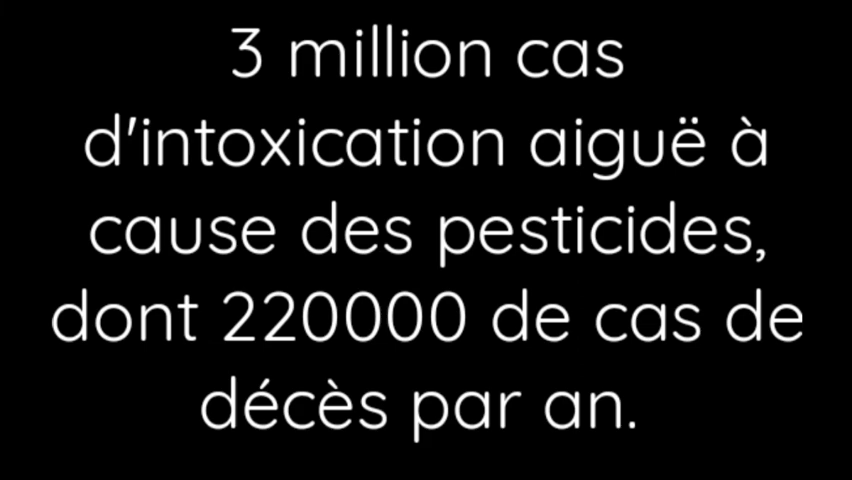 3 million cas
d'intoxication aiguë à
cause des pesticides,
dont 220000 de cas de
décès par an.